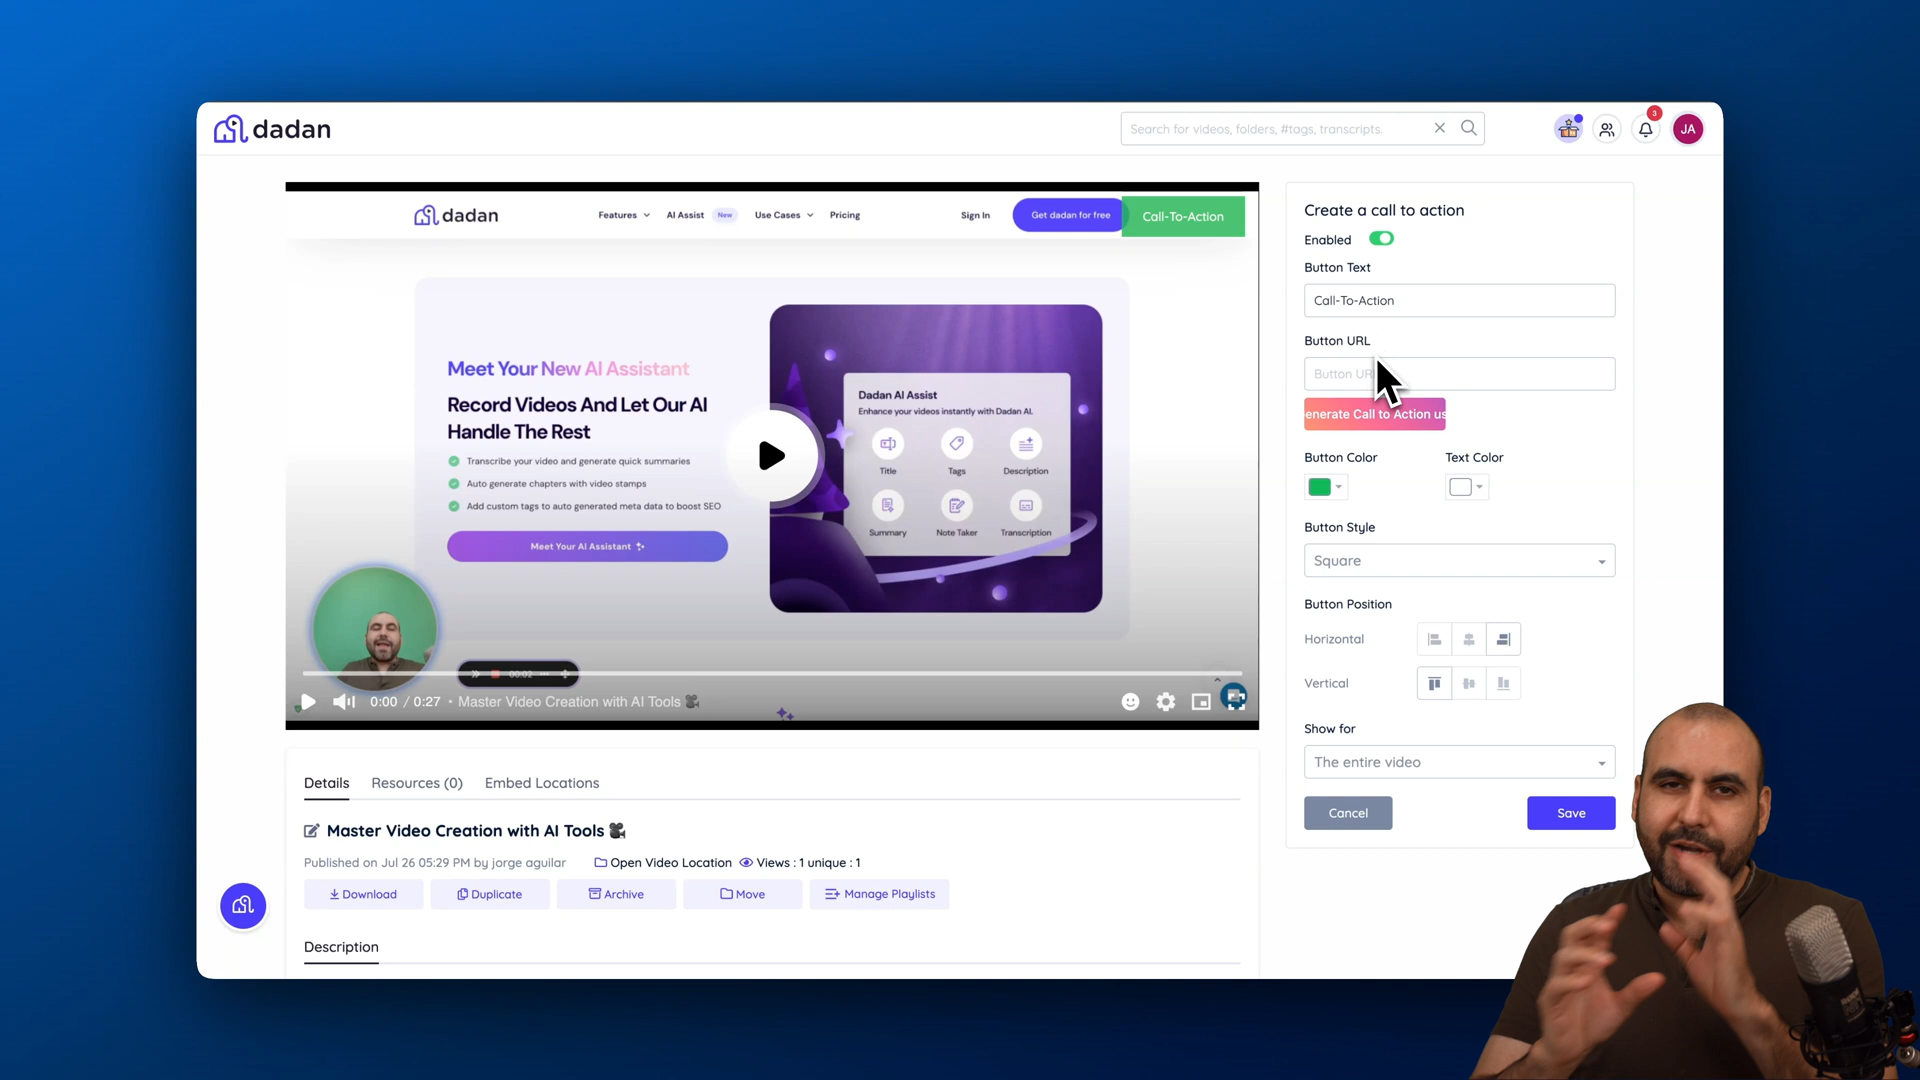 dadan
Search for videos, folders, #tags, transcripts.
3
JA
dadan
Features
AI Assist
New
Use Cases
Pricing
Sign In
Get dadan for free
Call-To-Action
Meet Your New AI Assistant
Record Videos And Let Our AI
Handle The Rest
Transcribe your video and generate quick summaries
Auto generate chapters with video stamps
Add custom tags to auto generated meta data to boost SEO
Meet Your AI Assistant
Dadan AI Assist
Enhance your videos instantly with Dadan AI.
Title
Tags
Description
Summary
Note Taker
Transcription
00:02
0:00 / 0:27 • Master Video Creation with AI Tools
Create a call to action
Enabled
Button Text
Call-To-Action
Button URL
Button UR
enerate Call to Action us
Button Color
Text Color
Button Style
Square
Button Position
Horizontal
Vertical
Show for
The entire video
Cancel
Save
Details
Resources (0)
Embed Locations
Master Video Creation with AI Tools
Published on Jul 26 05:29 PM by jorge aguilar
Open Video Location
Views : 1 unique : 1
Download
Duplicate
Archive
Move
Manage Playlists
Description